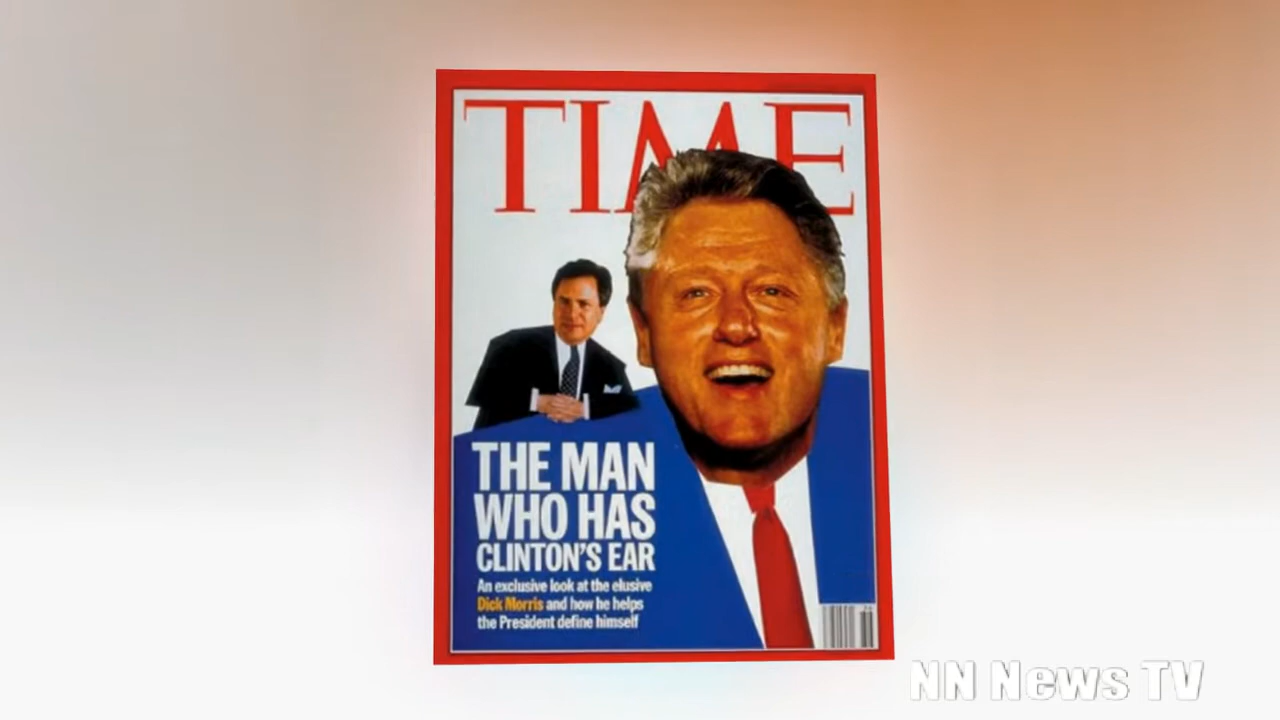 TIME
THE MAN
WHO HAS
CLINTON'S EAR
An exclusive look at the elusive
Dick Morris and how he helps
the President define himself
NN News TV